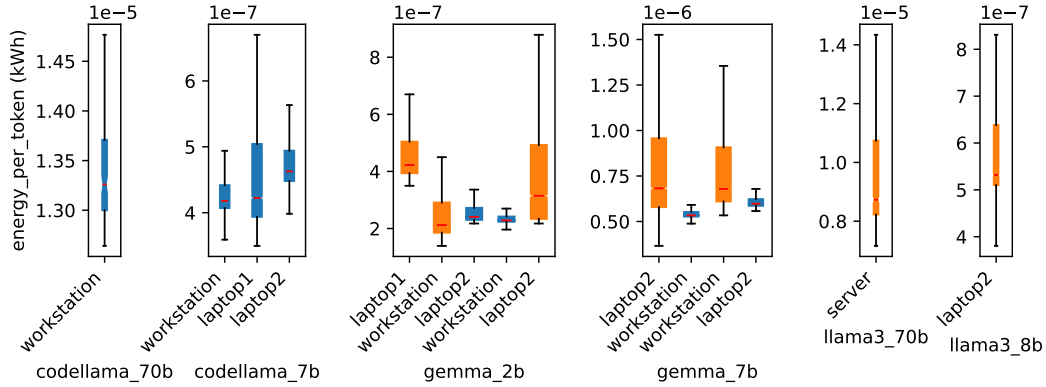 1e−5
1e−7
1e−7
1e−6
1e−5
1e−7
energy_per_token (kWh)
1.45
1.40
1.35
1.30
6
5
4
8
6
4
2
1.50
1.25
1.00
0.75
0.50
1.4
1.2
1.0
0.8
8
7
6
5
4
workstation
workstation
laptop1
laptop2
laptop1
workstation
laptop2
workstation
laptop2
laptop2
workstation
workstation
laptop2
server
laptop2
codellama_70b
codellama_7b
gemma_2b
gemma_7b
llama3_70b
llama3_8b